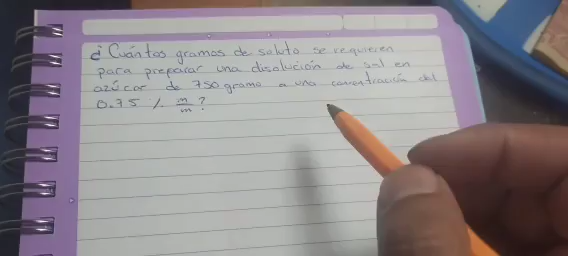 ¿Cuántos gramos de soluto se requieren
para preparar una disolución de sal en
azúcar de 750 gramo a una concentración del
0.75 % m/m?